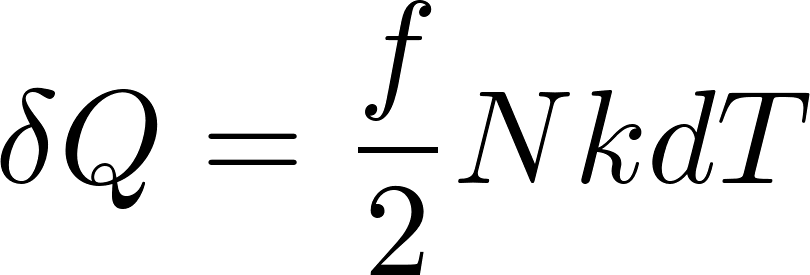 δQ = f/2 NkdT